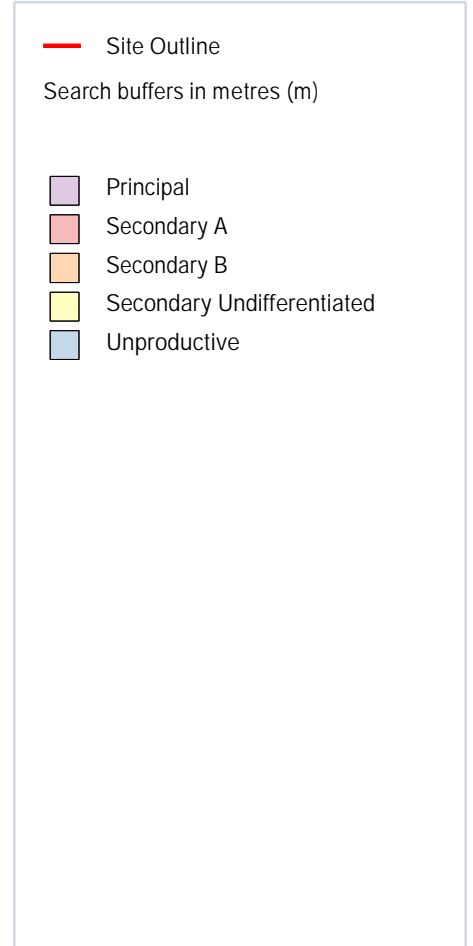 Site Outline
Search buffers in metres (m)
Principal
Secondary A
Secondary B
Secondary Undifferentiated
Unproductive